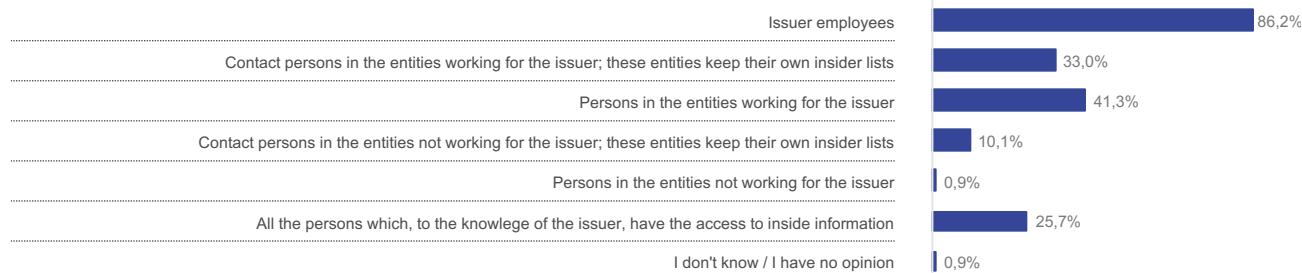 Issuer employees 86,2%
Contact persons in the entities working for the issuer; these entities keep their own insider lists 33,0%
Persons in the entities working for the issuer 41,3%
Contact persons in the entities not working for the issuer; these entities keep their own insider lists 10,1%
Persons in the entities not working for the issuer 0,9%
All the persons which, to the knowlege of the issuer, have the access to inside information 25,7%
I don't know / I have no opinion 0,9%